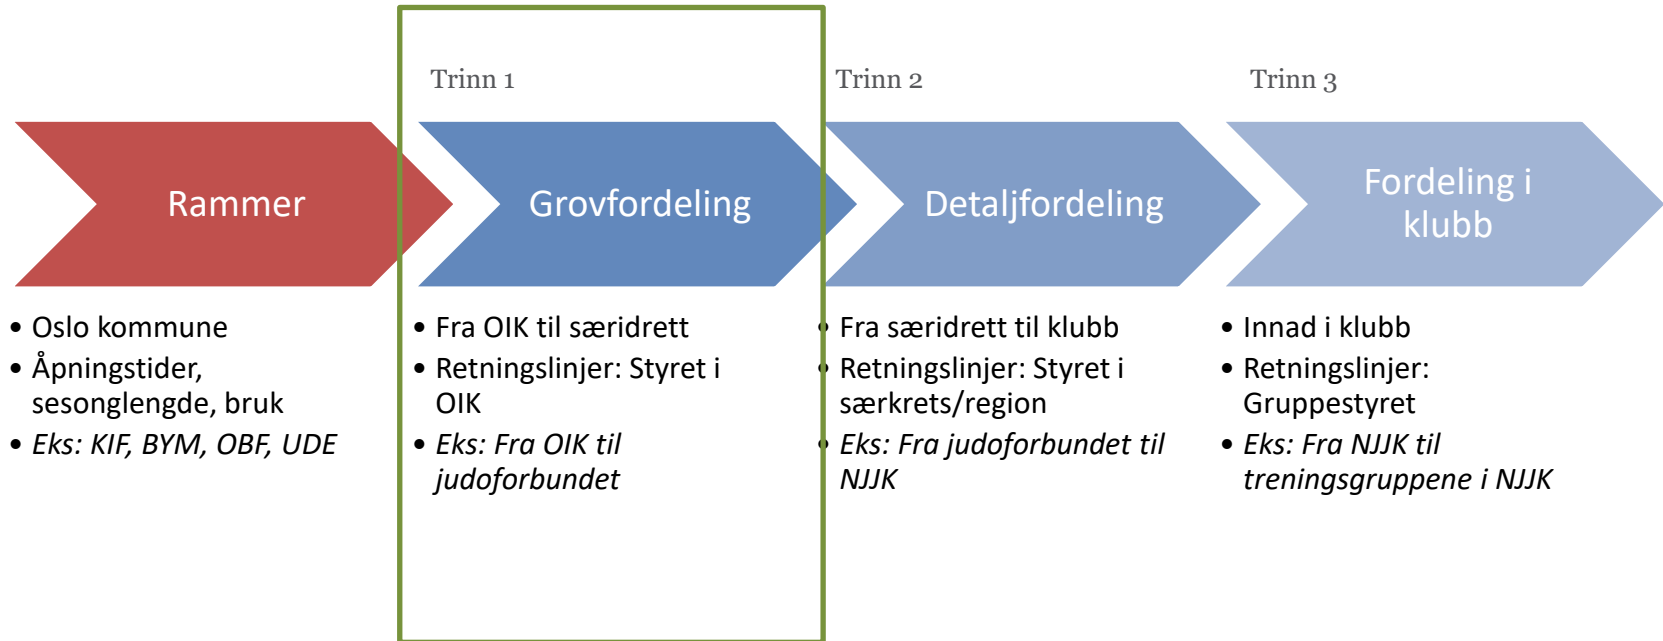 Trinn 1
Trinn 2
Trinn 3
Rammer
Grovfordeling
Detaljfordeling
Fordeling i
klubb
• Oslo kommune
• Åpningstider,
sesonglengde, bruk
• Eks: KIF, BYM, OBF, UDE
• Fra OIK til særidrett
• Retningslinjer: Styret i
OIK
• Eks: Fra OIK til
judoforbundet
• Fra særidrett til klubb
• Retningslinjer: Styret i
særkrets/region
• Eks: Fra judoforbundet til
NJJK
• Innad i klubb
• Retningslinjer:
Gruppestyret
• Eks: Fra NJJK til
treningsgruppene i NJJK